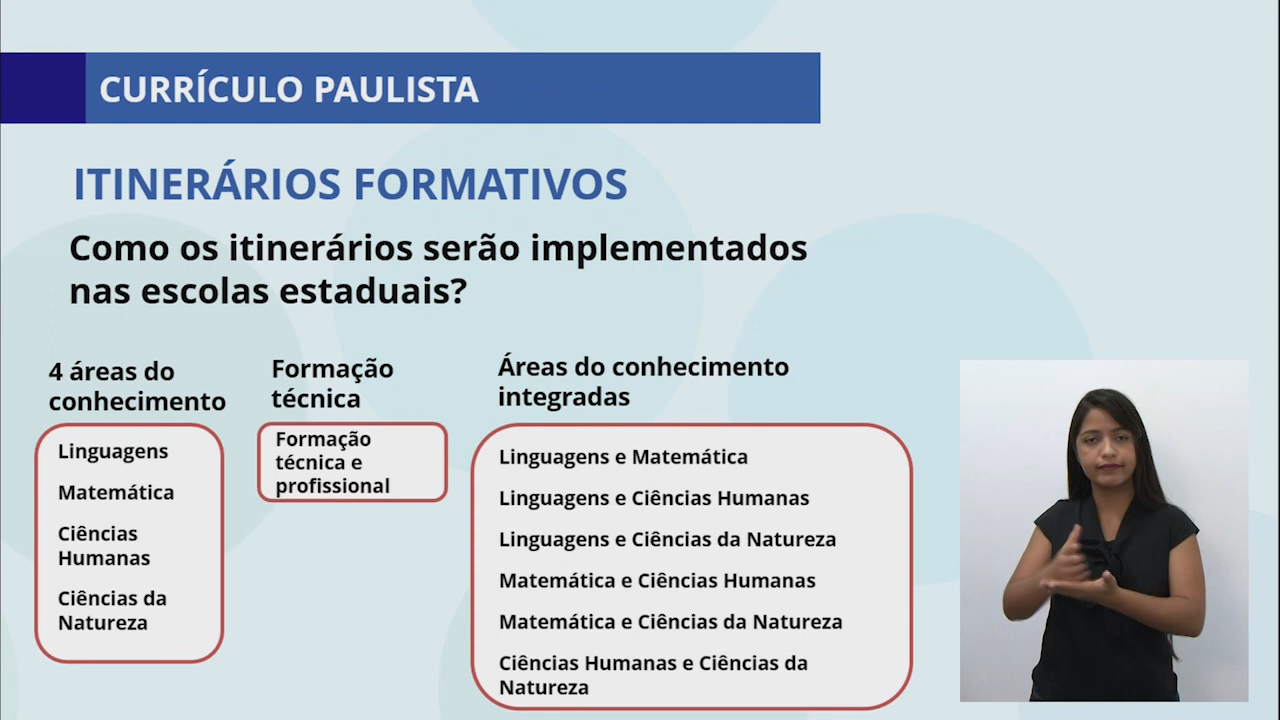 CURRÍCULO PAULISTA
ITINERÁRIOS FORMATIVOS
Como os itinerários serão implementados
nas escolas estaduais?
4 áreas do
conhecimento
Linguagens
Matemática
Ciências
Humanas
Ciências da
Natureza
Formação
técnica
Formação
técnica e
profissional
Áreas do conhecimento
integradas
Linguagens e Matemática
Linguagens e Ciências Humanas
Linguagens e Ciências da Natureza
Matemática e Ciências Humanas
Matemática e Ciências da Natureza
Ciências Humanas e Ciências da
Natureza